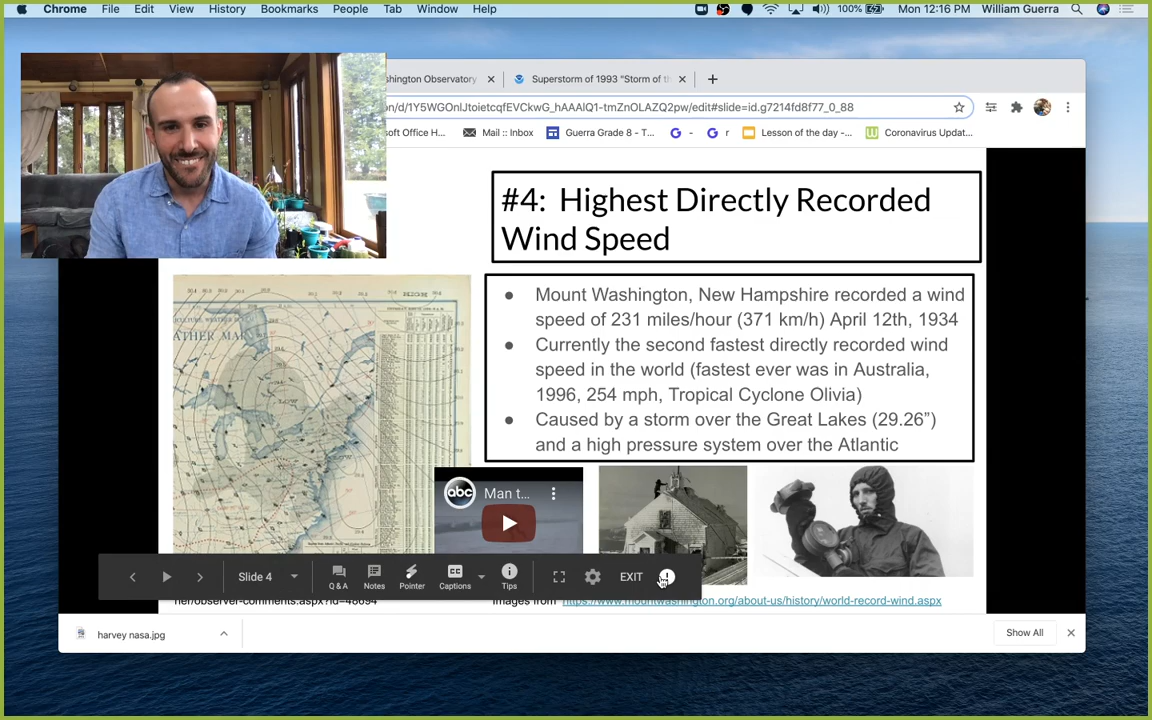 Chrome File Edit View History Bookmarks People Tab Window Help 100% Mon 12:16 PM William Guerra
shington Observatory Superstorm of 1993 "Storm of th
on/d/1Y5WGOnlJtoietcqfEVCkwG_hAAAlQ1-tmZnOLAZQ2pw/edit#slide=id.g7214fd8f77_0_88
soft Office H... Mail :: Inbox Guerra Grade 8 - T... - r Lesson of the day -... Coronavirus Updat...
#4: Highest Directly Recorded
Wind Speed
● Mount Washington, New Hampshire recorded a wind
speed of 231 miles/hour (371 km/h) April 12th, 1934
● Currently the second fastest directly recorded wind
speed in the world (fastest ever was in Australia,
1996, 254 mph, Tropical Cyclone Olivia)
● Caused by a storm over the Great Lakes (29.26”)
and a high pressure system over the Atlantic
ATHER MAP
LOW
abc Man t...
Slide 4 Q & A Notes Pointer Captions Tips EXIT
her/observer-comments.aspx?id=48694 Images from https://www.mountwashington.org/about-us/history/world-record-wind.aspx
harvey nasa.jpg Show All